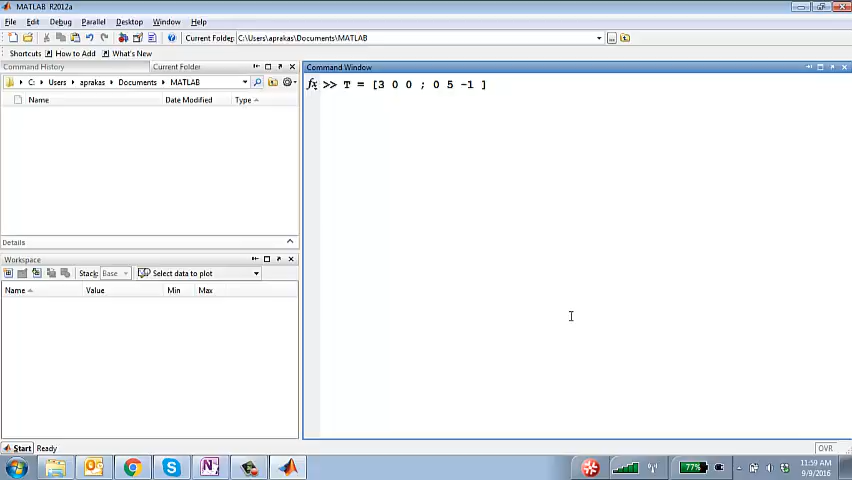 MATLAB R2012a
File Edit Debug Parallel Desktop Window Help
Current Folder: C:\Users\aprakas\Documents\MATLAB
Shortcuts How to Add What's New
Command History Current Folder
C: Users aprakas Documents MATLAB
Name Date Modified Type
Details
Workspace
Stack: Base Select data to plot
Name Value Min Max
Command Window
fx >> T = [3 0 0 ; 0 5 -1 ]
Start Ready
OVR
77%
11:59 AM
9/9/2016